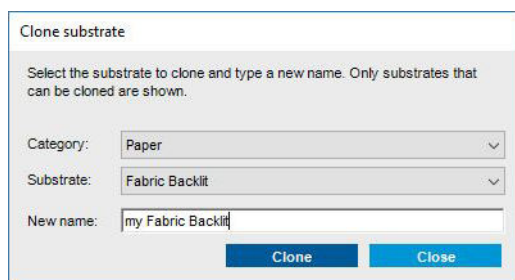 Clone substrate
Select the substrate to clone and type a new name. Only substrates that
can be cloned are shown.
Category: Paper
Substrate: Fabric Backlit
New name: my Fabric Backlit
Clone Close